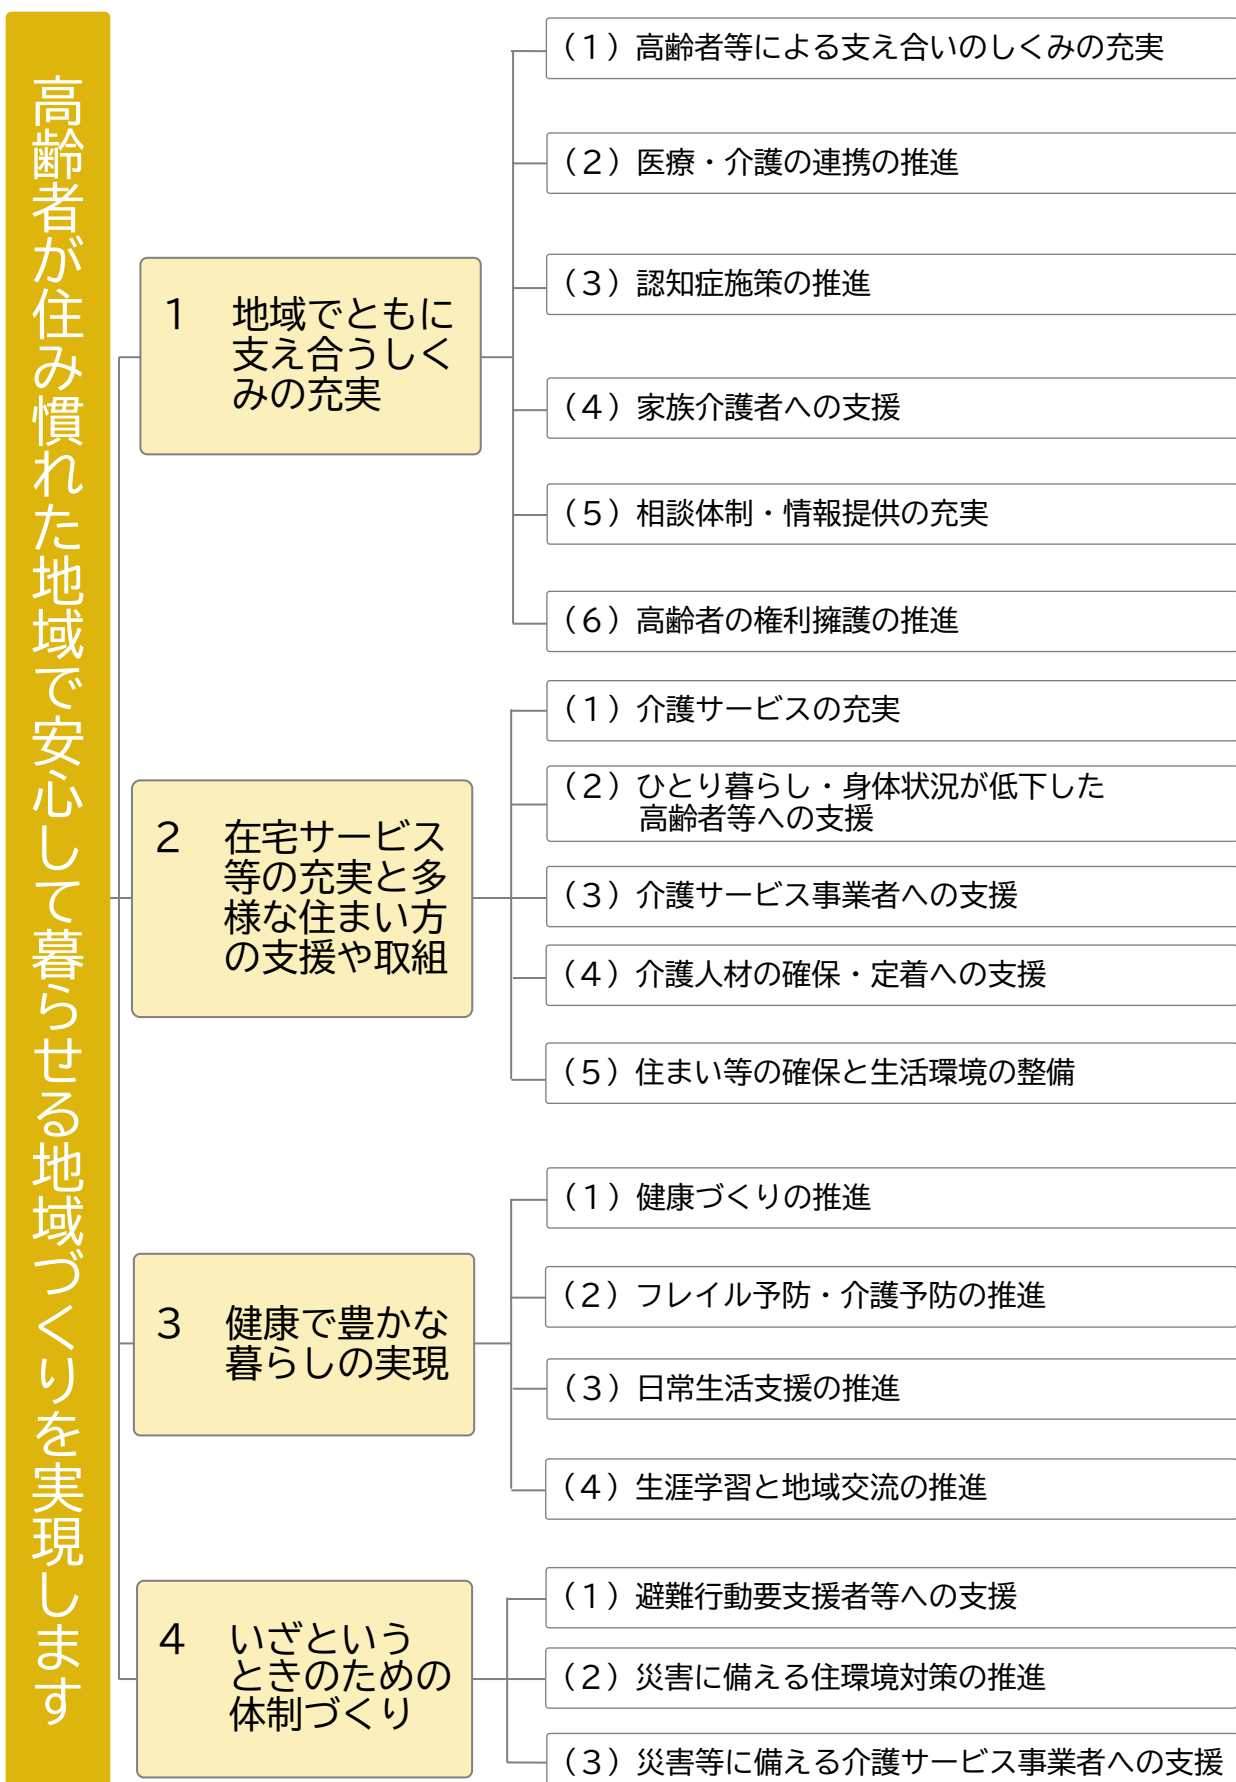 高齢者が住み慣れた地域で安心して暮らせる地域づくりを実現します
1 地域でともに
支え合うしく
みの充実
(1)高齢者等による支え合いのしくみの充実
(2)医療・介護の連携の推進
(3)認知症施策の推進
(4)家族介護者への支援
(5)相談体制・情報提供の充実
(6)高齢者の権利擁護の推進
2 在宅サービス
等の充実と多
様な住まい方
の支援や取組
(1)介護サービスの充実
(2)ひとり暮らし・身体状況が低下した
高齢者等への支援
(3)介護サービス事業者への支援
(4)介護人材の確保・定着への支援
(5)住まい等の確保と生活環境の整備
3 健康で豊かな
暮らしの実現
(1)健康づくりの推進
(2)フレイル予防・介護予防の推進
(3)日常生活支援の推進
(4)生涯学習と地域交流の推進
4 いざという
ときのための
体制づくり
(1)避難行動要支援者等への支援
(2)災害に備える住環境対策の推進
(3)災害等に備える介護サービス事業者への支援